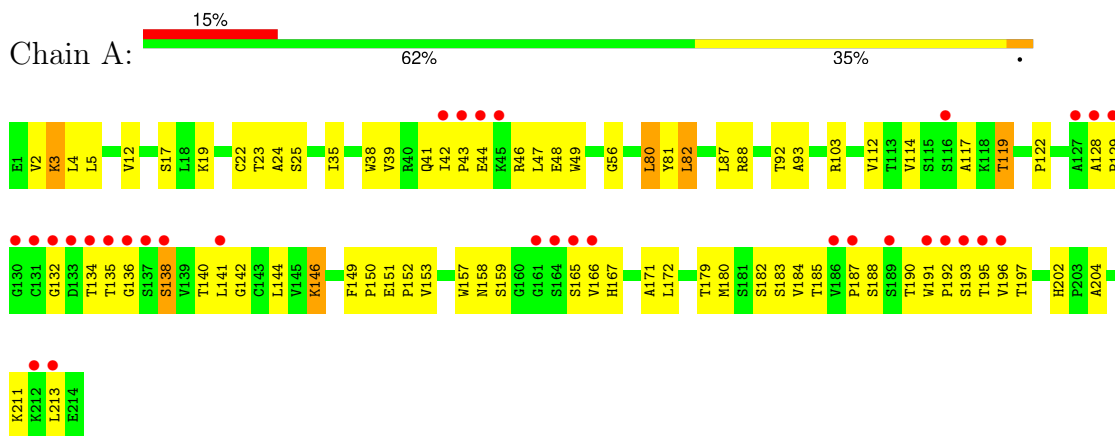 15%
Chain A:
62% 35% •
E1 V2 K3 L4 L5 V12 S17 L18 K19 C22 T23 A24 S25 I35 W38 V39 R40 Q41 I42 P43 E44 K45 R46 L47 E48 W49 G56 L80 Y81 L82 L87 R88 T92 A93 R103 V112 T113 V114 S115 S116 A117 K118 T119 P122 A127 A128 P129
G130 C131 G132 D133 T134 T135 G136 S137 S138 V139 T140 L141 G142 C143 L144 V145 K146 F149 P150 E151 P152 V153 W157 N158 S159 G160 G161 S164 S165 V166 H167 A171 L172 T179 M180 S181 S182 S183 V184 T185 V186 P187 S188 S189 T190 W191 P192 S193 T195 V196 T197 H202 P203 A204
K211 K212 L213 E214